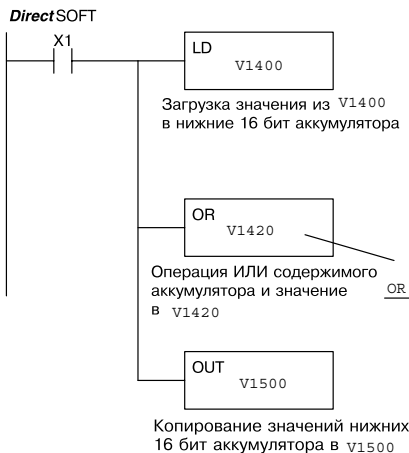 DirectSOFT
X1
LD
V1400
Загрузка значения из V1400
в нижние 16 бит аккумулятора
OR
V1420
Операция ИЛИ содержимого
аккумулятора и значение
в V1420
OR
OUT
V1500
Копирование значений нижних
16 бит аккумулятора в V1500